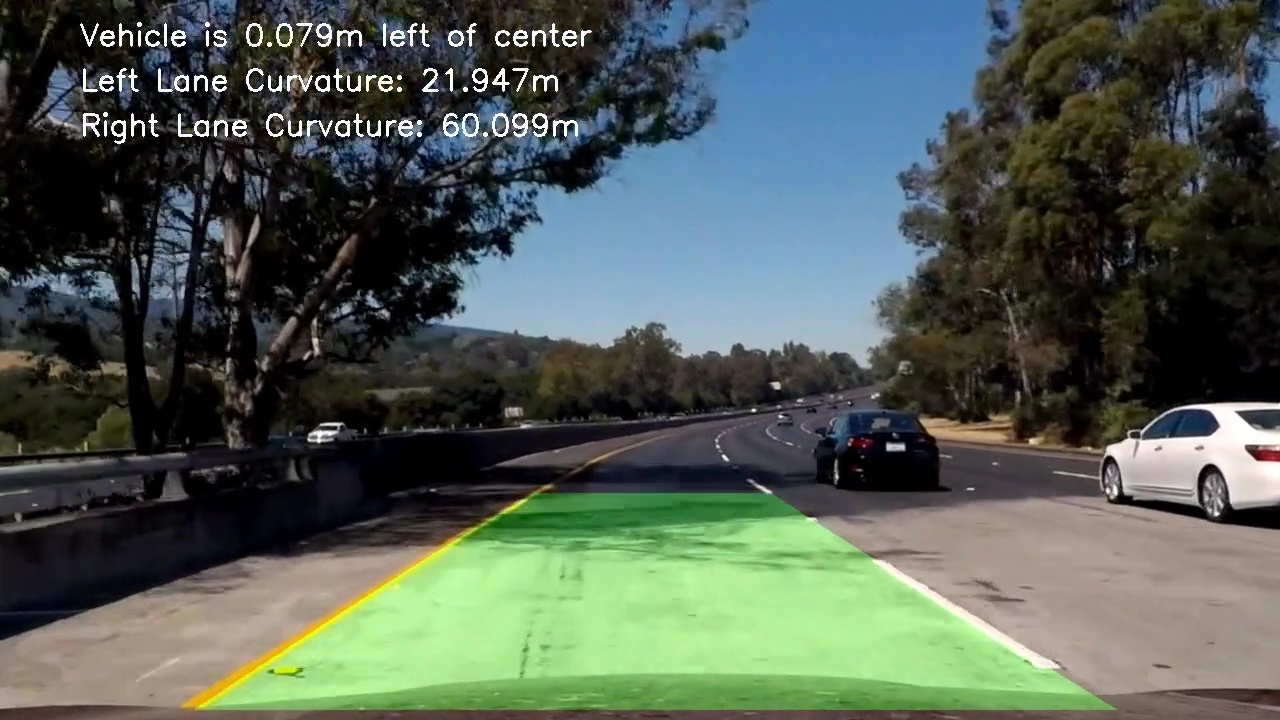 Vehicle is 0.079m left of center
Left Lane Curvature: 21.947m
Right Lane Curvature: 60.099m